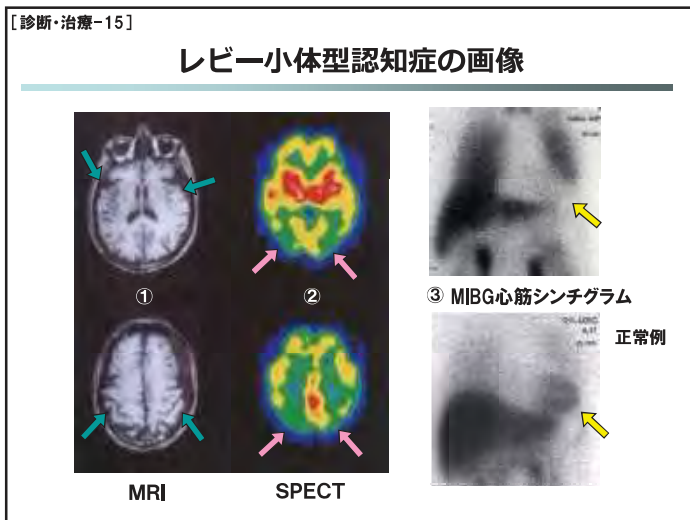 [診断・治療-15]
レビー小体型認知症の画像
①
②
③ MIBG心筋シンチグラム
正常例
MRI
SPECT